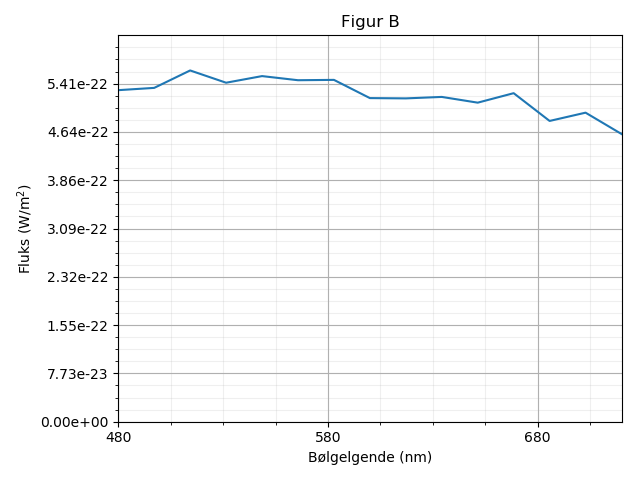 Figur B
5.41e-22
4.64e-22
3.86e-22
3.09e-22
2.32e-22
1.55e-22
7.73e-23
0.00e+00
Fluks (W/m²)
480 580 680
Bølgelgende (nm)